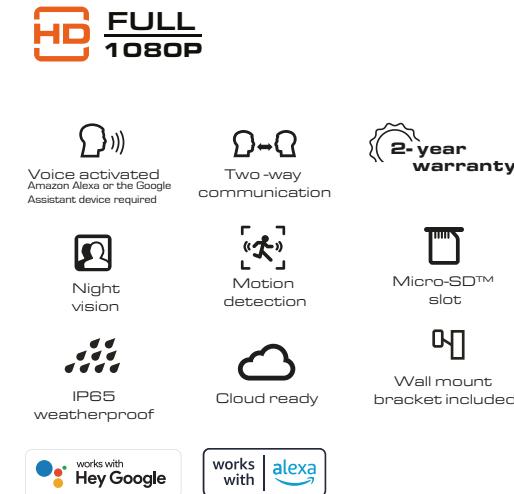 HD FULL
1080P
Voice activated
Amazon Alexa or the Google
Assistant device required
Two-way
communication
2-year
warranty
Night
vision
Motion
detection
Micro-SD™
slot
IP65
weatherproof
Cloud ready
Wall mount
bracket included
works with
Hey Google
works
with
alexa